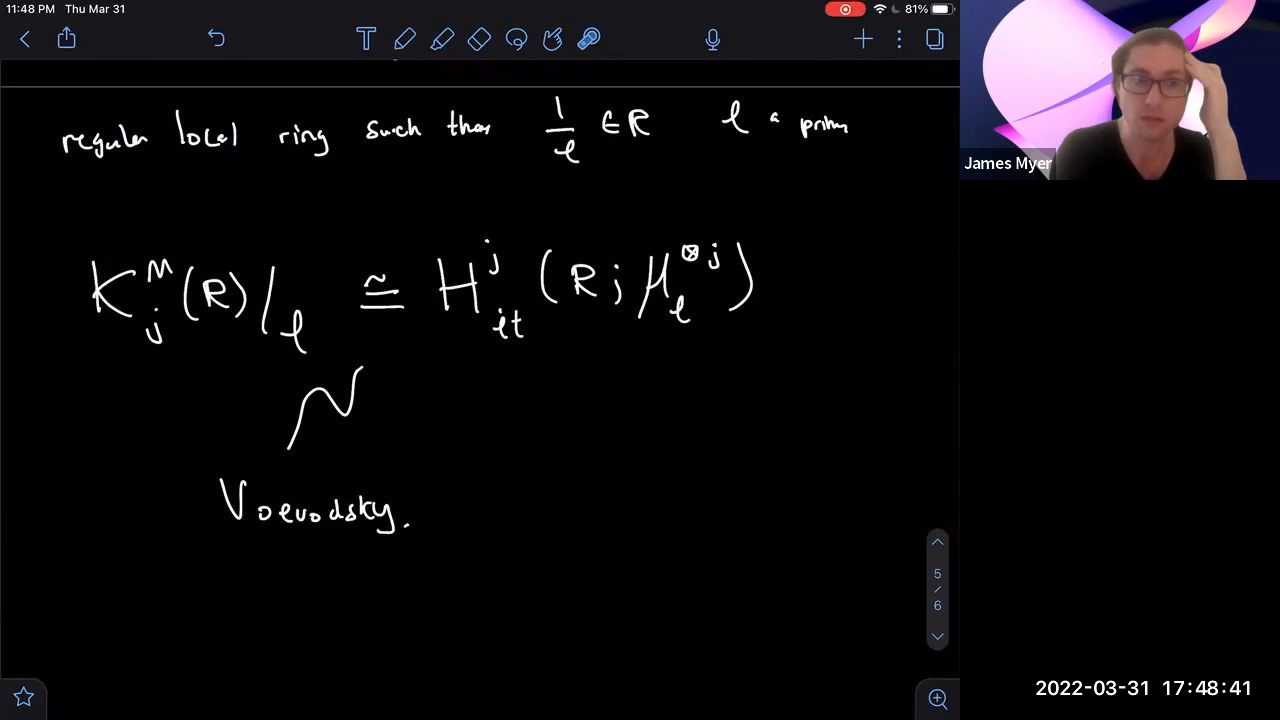 11:48 PM Thu Mar 31
81%
regular local ring such that 1/ℓ ∈ R ℓ a prime
K^M_j(R)/ℓ ≅ H^j_ét(R; μ_ℓ^{⊗j})
Voevodsky.
5
/
6
James Myer
2022-03-31 17:48:41